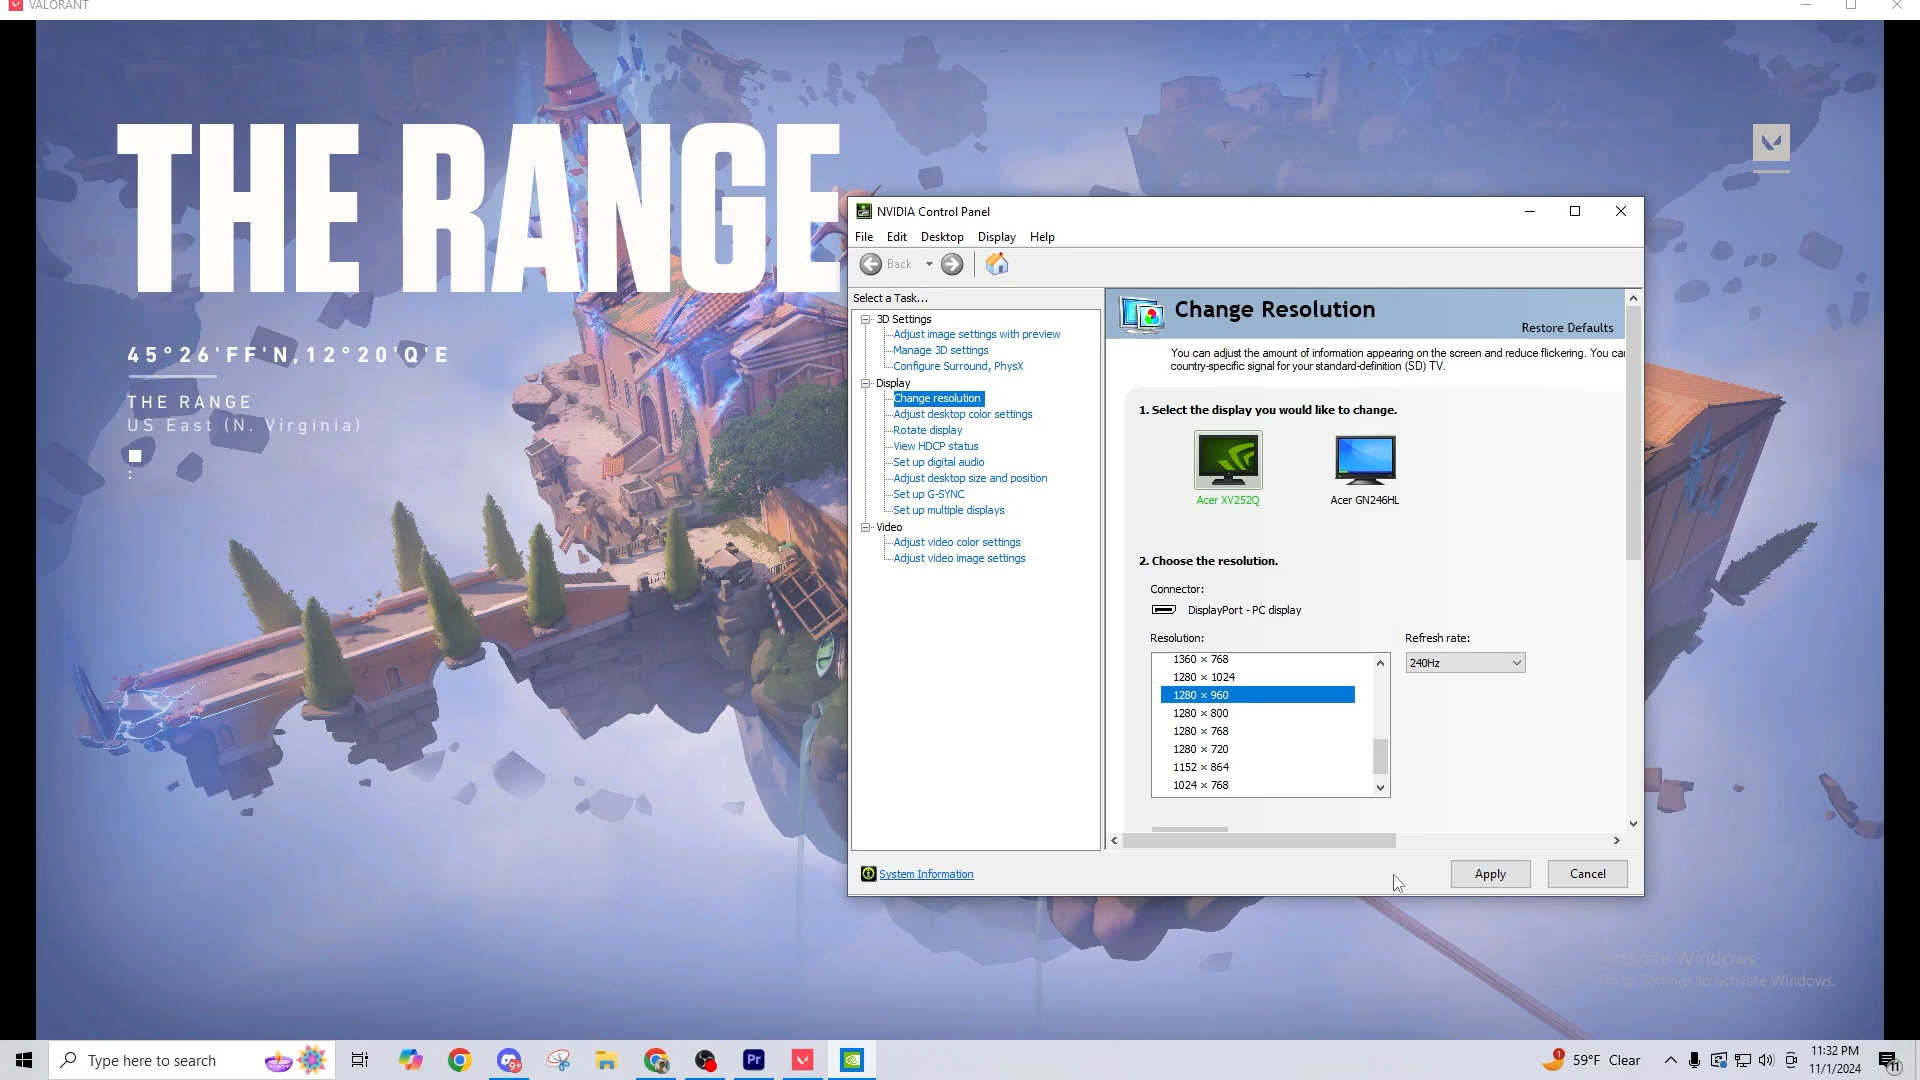 VALORANT
THE RANGE
45°26'FF'N,12°20'Q'E
THE RANGE
US East (N. Virginia)
:
NVIDIA Control Panel
File Edit Desktop Display Help
Back
Select a Task...
3D Settings
Adjust image settings with preview
Manage 3D settings
Configure Surround, PhysX
Display
Change resolution
Adjust desktop color settings
Rotate display
View HDCP status
Set up digital audio
Adjust desktop size and position
Set up G-SYNC
Set up multiple displays
Video
Adjust video color settings
Adjust video image settings
System Information
Change Resolution
Restore Defaults
You can adjust the amount of information appearing on the screen and reduce flickering. You can
country-specific signal for your standard-definition (SD) TV.
1. Select the display you would like to change.
Acer XV252Q
Acer GN246HL
2. Choose the resolution.
Connector:
DisplayPort - PC display
Resolution:
Refresh rate:
240Hz
1360 × 768
1280 × 1024
1280 × 960
1280 × 800
1280 × 768
1280 × 720
1152 × 864
1024 × 768
Apply
Cancel
Activate Windows
Go to Settings to activate Windows.
Type here to search
9+
Pr
1
59°F Clear
11:32 PM
11/1/2024
11